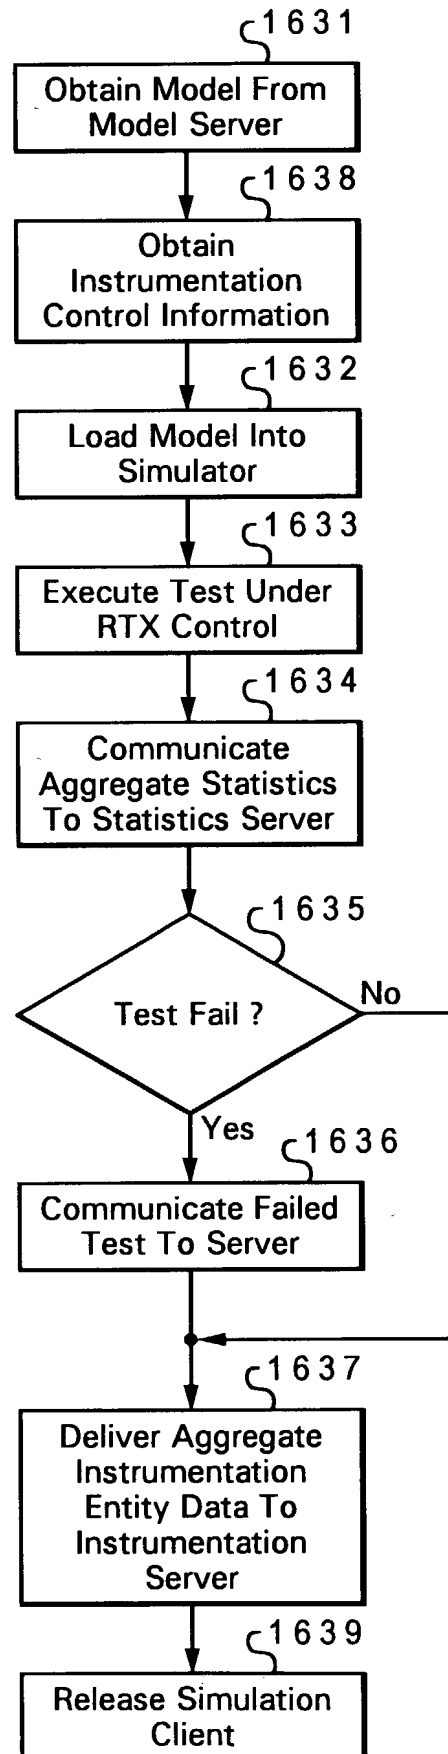 1631
Obtain Model From
Model Server
1638
Obtain
Instrumentation
Control Information
1632
Load Model Into
Simulator
1633
Execute Test Under
RTX Control
1634
Communicate
Aggregate Statistics
To Statistics Server
1635
Test Fail ?
No
Yes
1636
Communicate Failed
Test To Server
1637
Deliver Aggregate
Instrumentation
Entity Data To
Instrumentation
Server
1639
Release Simulation
Client